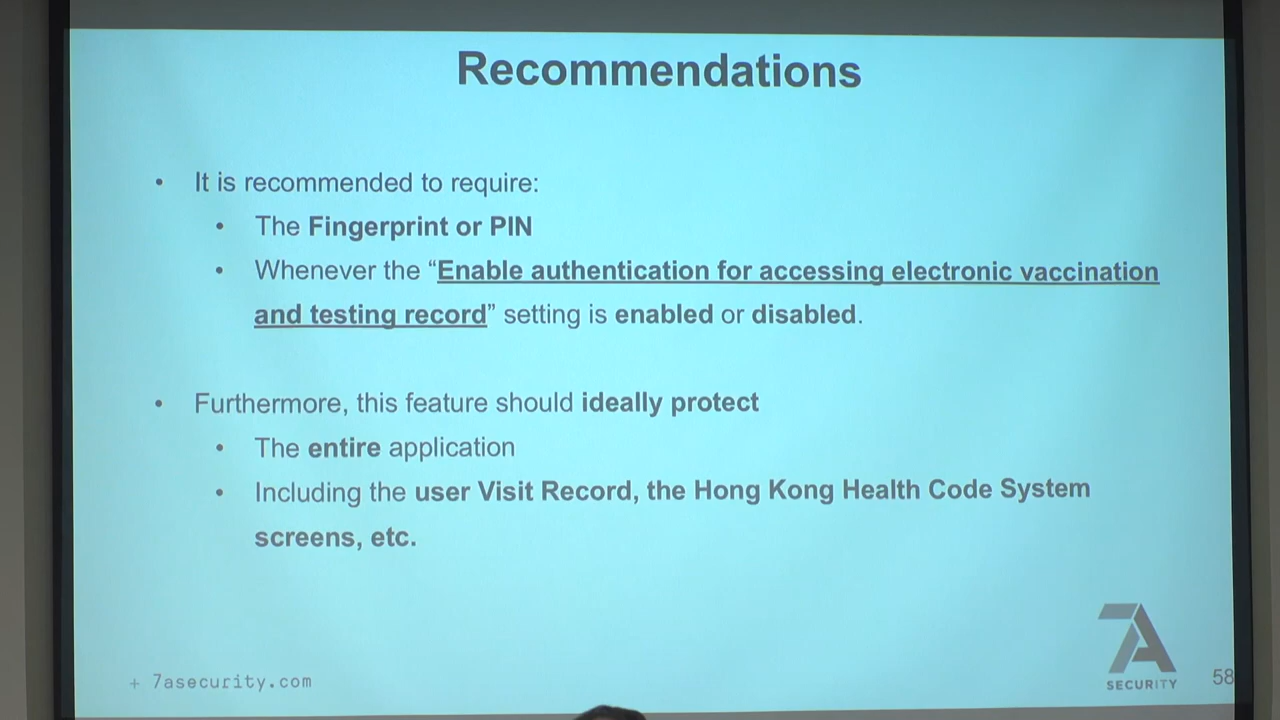 Recommendations
• It is recommended to require:
• The Fingerprint or PIN
• Whenever the “Enable authentication for accessing electronic vaccination
and testing record” setting is enabled or disabled.
• Furthermore, this feature should ideally protect
• The entire application
• Including the user Visit Record, the Hong Kong Health Code System
screens, etc.
+ 7asecurity.com
7A
SECURITY
58